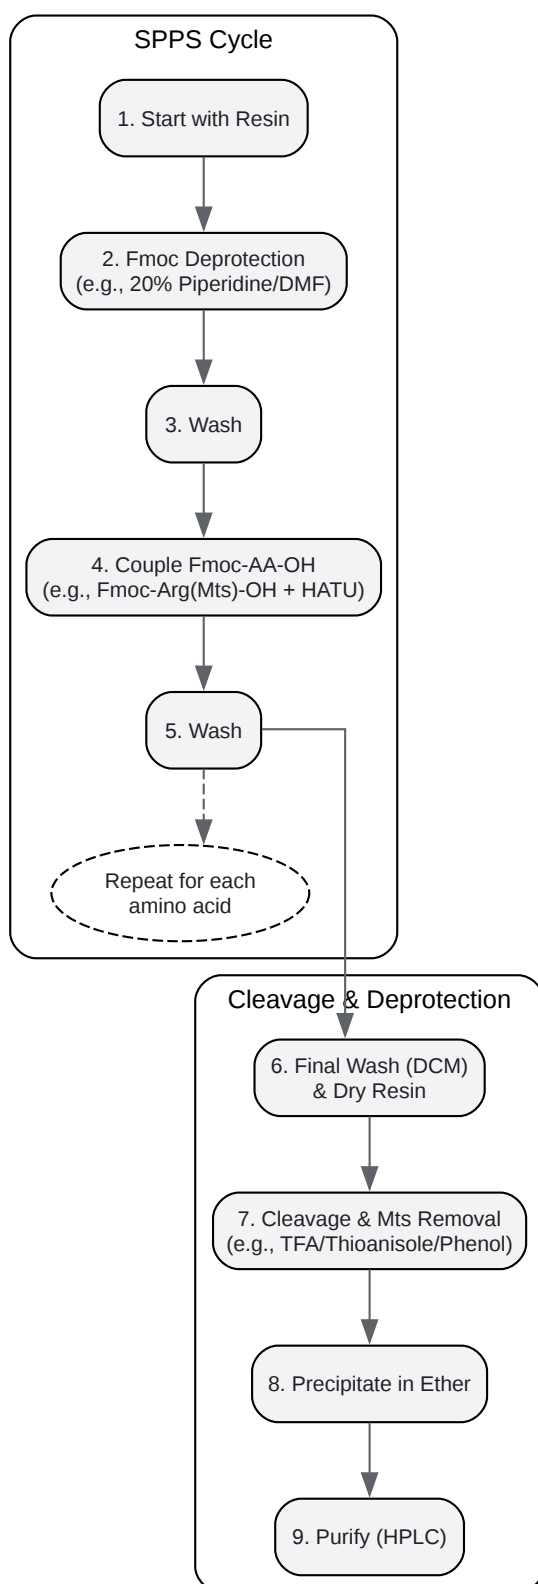 SPPS Cycle
1. Start with Resin
2. Fmoc Deprotection
(e.g., 20% Piperidine/DMF)
3. Wash
4. Couple Fmoc-AA-OH
(e.g., Fmoc-Arg(Mts)-OH + HATU)
5. Wash
Repeat for each
amino acid
Cleavage & Deprotection
6. Final Wash (DCM)
& Dry Resin
7. Cleavage & Mts Removal
(e.g., TFA/Thioanisole/Phenol)
8. Precipitate in Ether
9. Purify (HPLC)